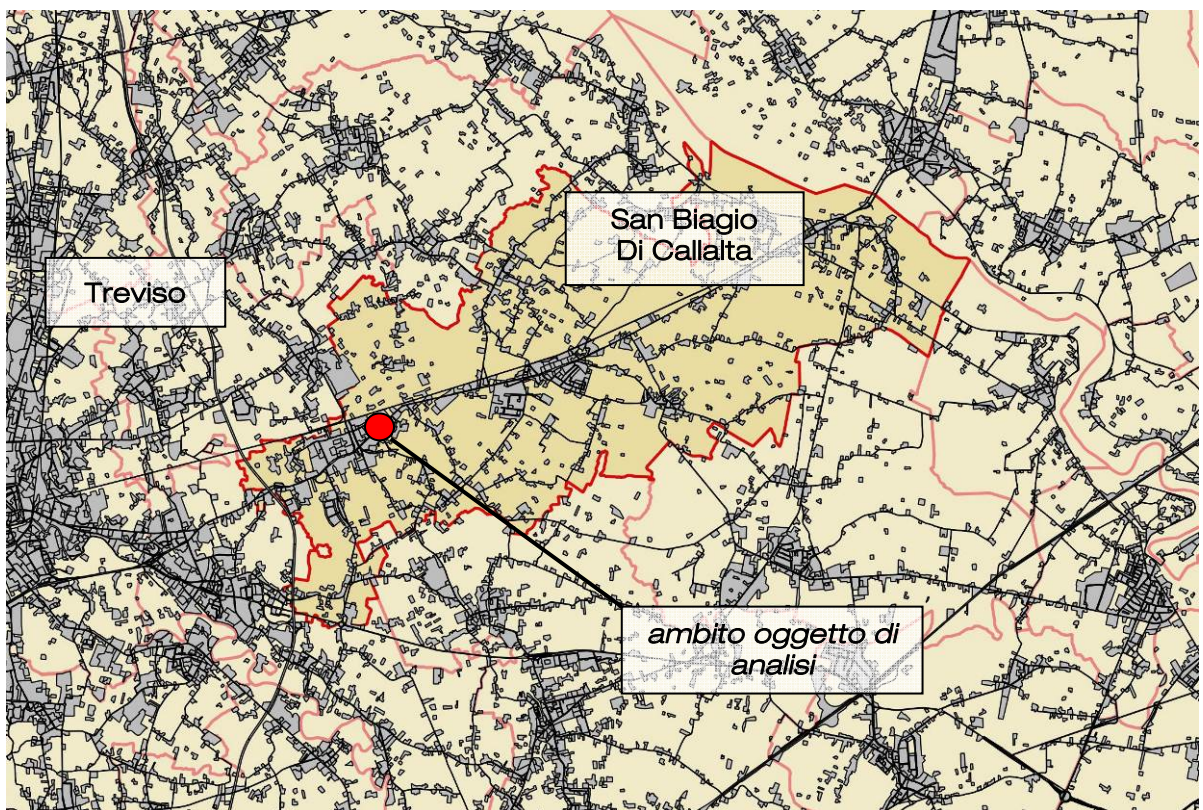 San Biagio
Di Callalta
Treviso
ambito oggetto di
analisi